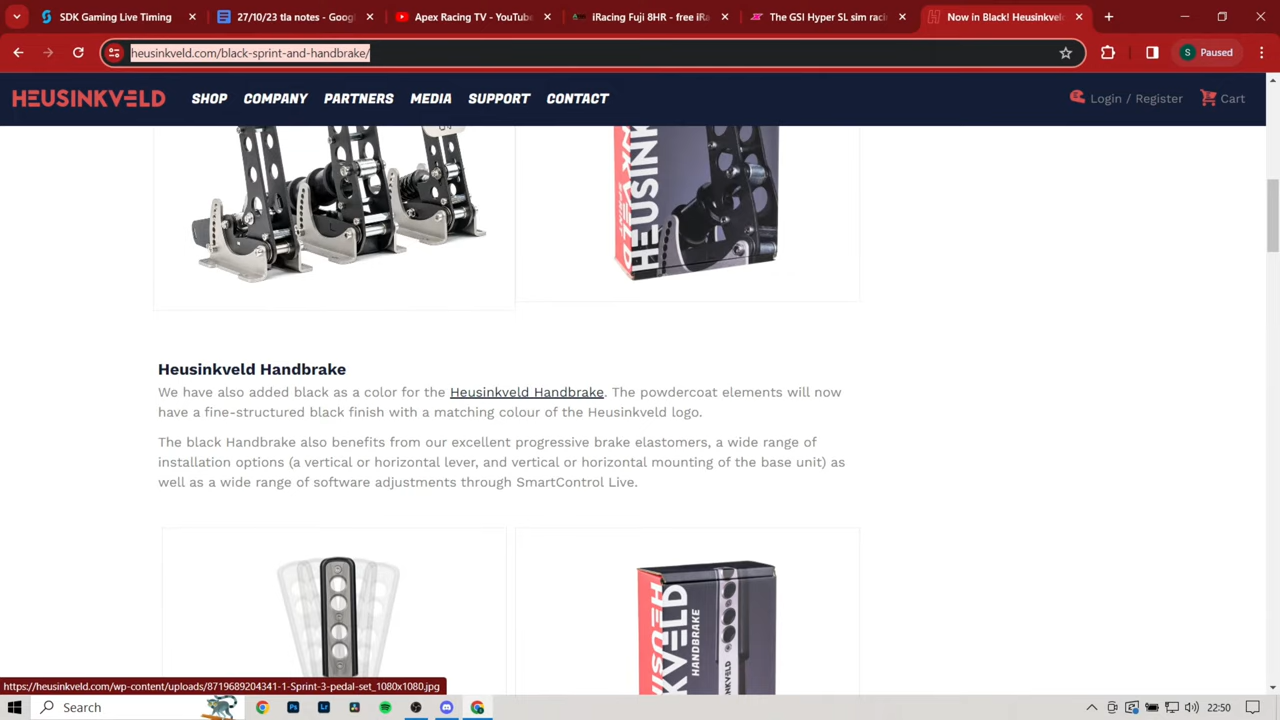 SDK Gaming Live Timing
27/10/23 tla notes - Googl
Apex Racing TV - YouTube
iRacing Fuji 8HR - free iRa
The GSI Hyper SL sim racin
Now in Black! Heusinkveld
heusinkveld.com/black-sprint-and-handbrake/
S Paused
HEUSINKVELD SHOP COMPANY PARTNERS MEDIA SUPPORT CONTACT Login / Register Cart
HEUSINK
Heusinkveld Handbrake
We have also added black as a color for the Heusinkveld Handbrake. The powdercoat elements will now
have a fine-structured black finish with a matching colour of the Heusinkveld logo.
The black Handbrake also benefits from our excellent progressive brake elastomers, a wide range of
installation options (a vertical or horizontal lever, and vertical or horizontal mounting of the base unit) as
well as a wide range of software adjustments through SmartControl Live.
HEUSINKVELD
HANDBRAKE
https://heusinkveld.com/wp-content/uploads/8719689204341-1-Sprint-3-pedal-set_1080x1080.jpg
Search
22:50